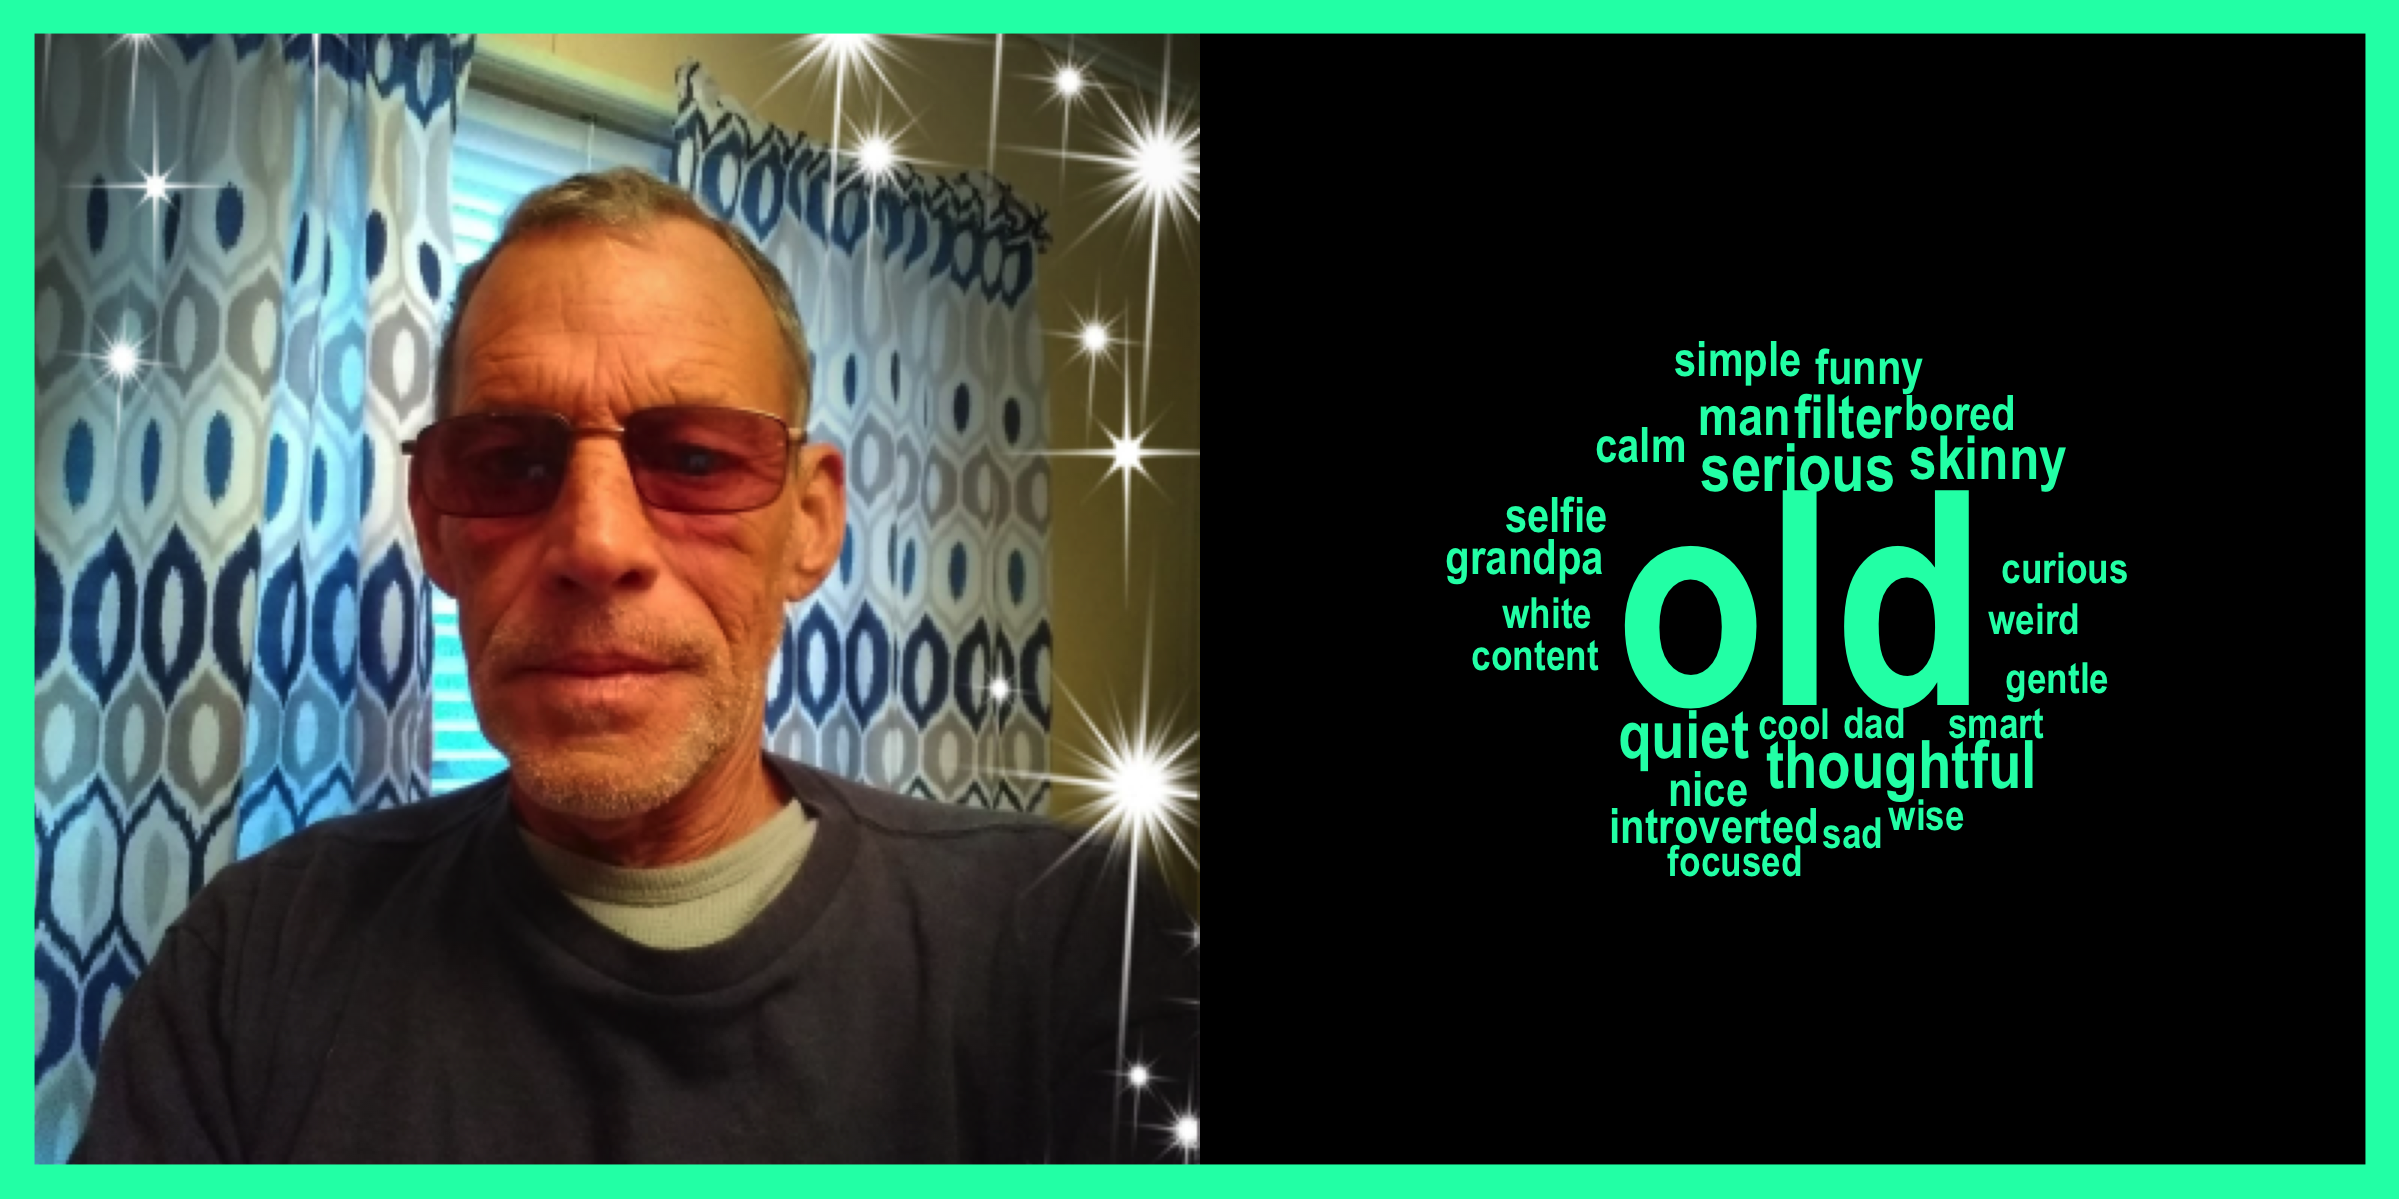 simple funny
man filter bored
calm serious skinny
selfie
grandpa
old
curious
white
weird
content
gentle
quiet cool dad smart
thoughtful
nice
introverted sad wise
focused